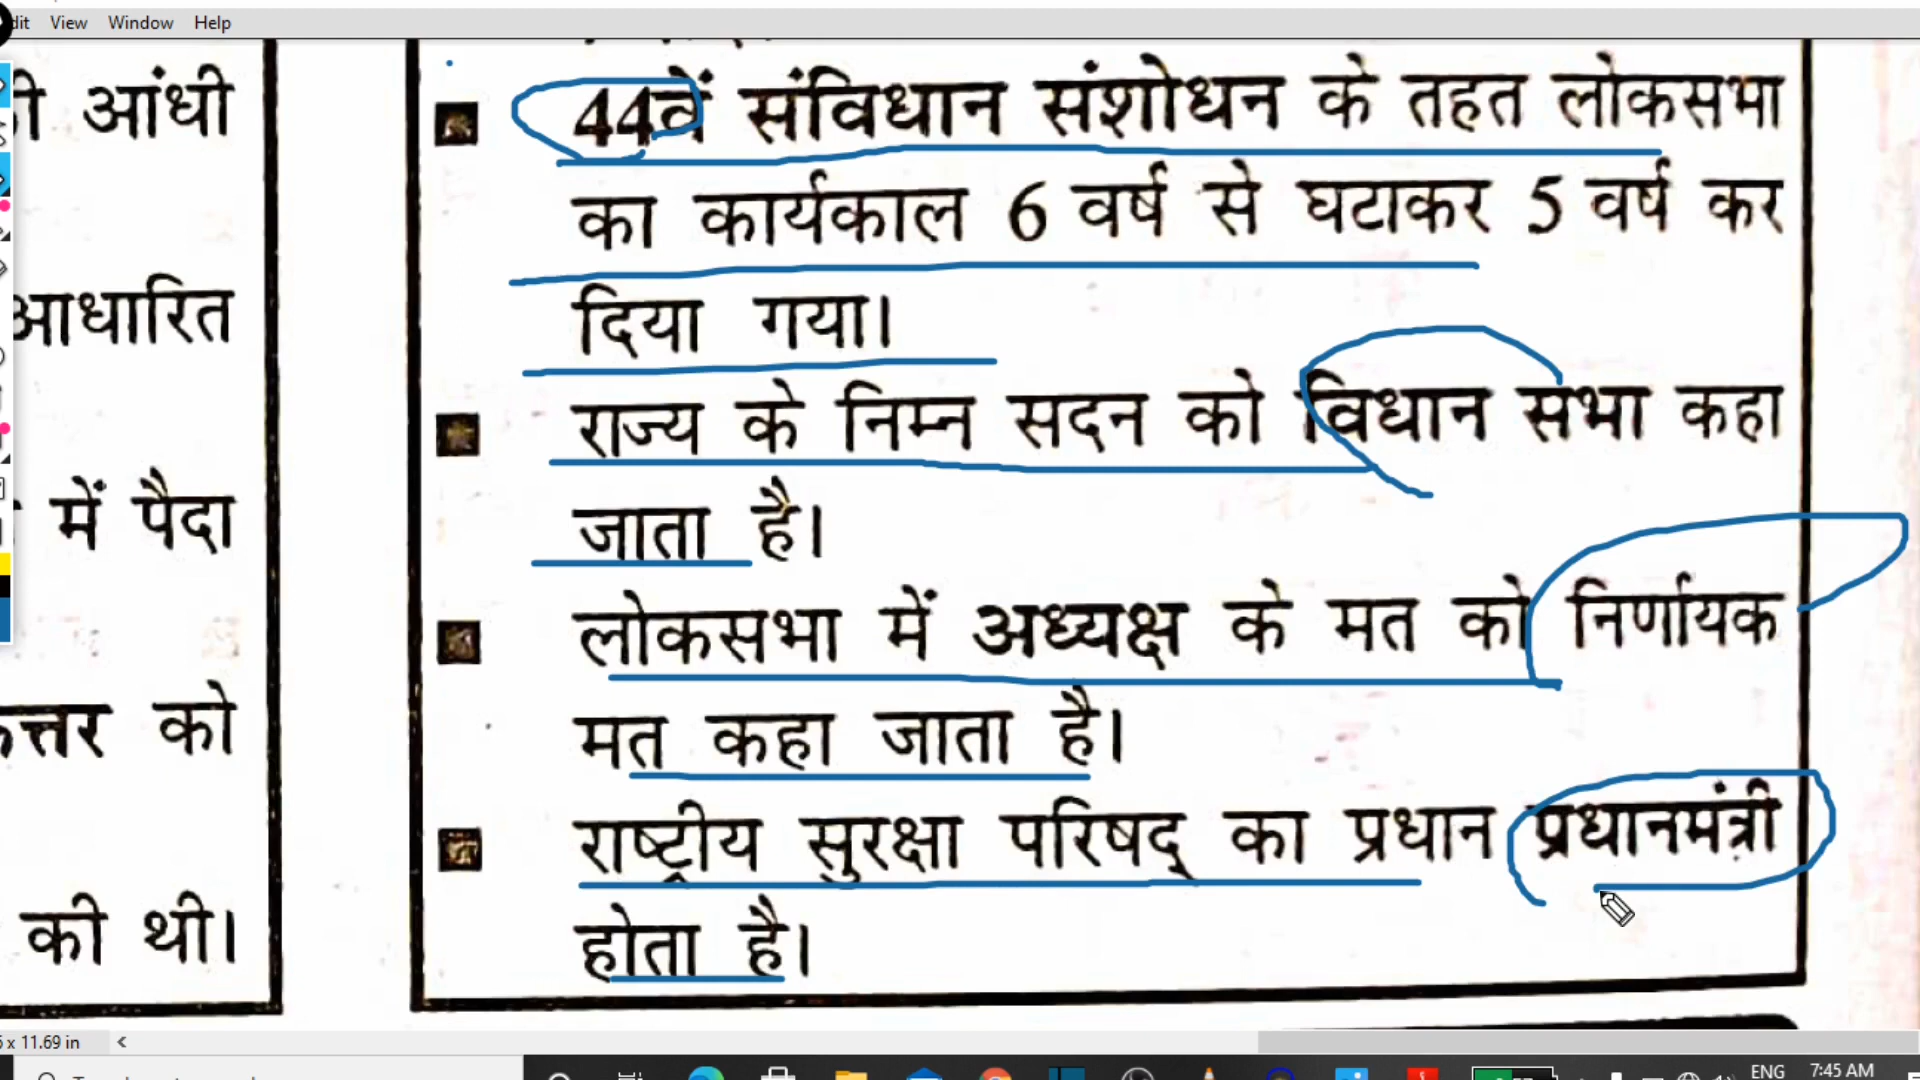 View Window Help
आंधी
आधारित
में पैदा
को
की थी।
44वें संविधान संशोधन के तहत लोकसभा
का कार्यकाल 6 वर्ष से घटाकर 5 वर्ष कर
दिया गया।
राज्य के निम्न सदन को विधान सभा कहा
जाता है।
लोकसभा में अध्यक्ष के मत को निर्णायक
मत कहा जाता है।
राष्ट्रीय सुरक्षा परिषद् का प्रधान प्रधानमंत्री
होता है।
x 11.69 in
ENG 7:45 AM